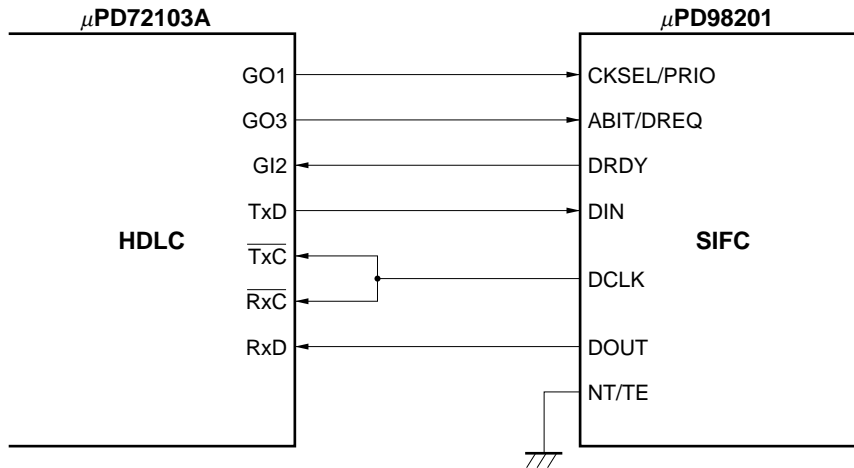 μPD72103A
μPD98201
GO1
CKSEL/PRIO
GO3
ABIT/DREQ
GI2
DRDY
TxD
DIN
HDLC
SIFC
TxC
DCLK
RxC
RxD
DOUT
NT/TE